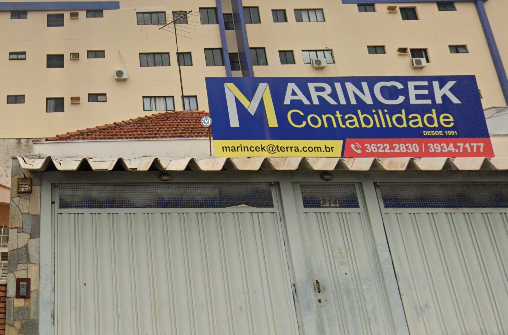 MARINCEK
Contabilidade
DESDE 1991
marincek@terra.com.br
3622.2830 | 3934.7177